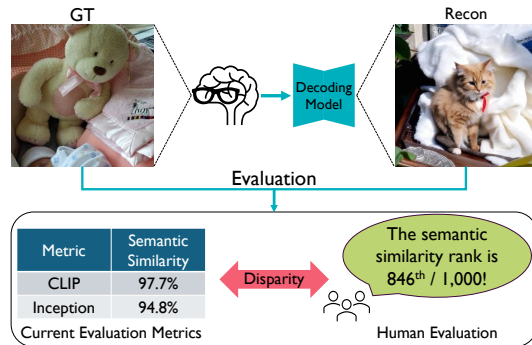 GT
Recon
Decoding
Model
Evaluation
Metric
Semantic
Similarity
CLIP
97.7%
Inception
94.8%
Current Evaluation Metrics
Disparity
The semantic
similarity rank is
846th / 1,000!
Human Evaluation